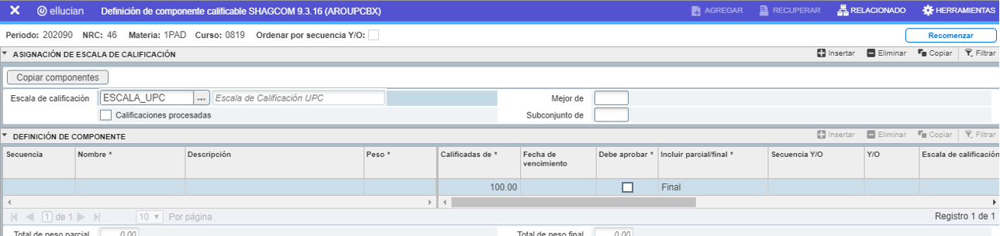 ellucian Definición de componente calificable SHAGCOM 9.3.16 (AROUPCBX) AGREGAR RECUPERAR RELACIONADO HERRAMIENTAS
Periodo: 202090 NRC: 46 Materia: 1PAD Curso: 0819 Ordenar por secuencia Y/O: Recomenzar
ASIGNACIÓN DE ESCALA DE CALIFICACIÓN Insertar Eliminar Copiar Filtrar
Copiar componentes
Escala de calificación ESCALA_UPC ... Escala de Calificación UPC Mejor de
Calificaciones procesadas Subconjunto de
DEFINICIÓN DE COMPONENTE Insertar Eliminar Copiar Filtrar
Secuencia Nombre * Descripción Peso * Calificadas de * Fecha de vencimiento Debe aprobar * Incluir parcial/final * Secuencia Y/O Y/O Escala de calificación
100.00 Final
1 de 1 10 Por página Registro 1 de 1
Total de peso parcial 0.00 Total de peso final 0.00